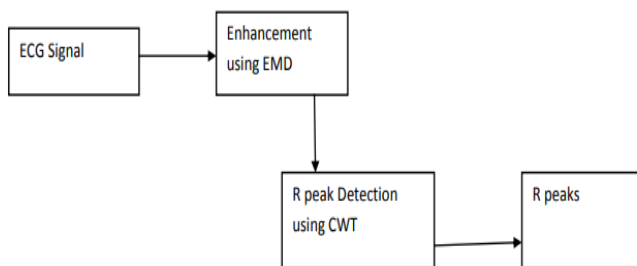 ECG Signal
Enhancement
using EMD
R peak Detection
using CWT
R peaks